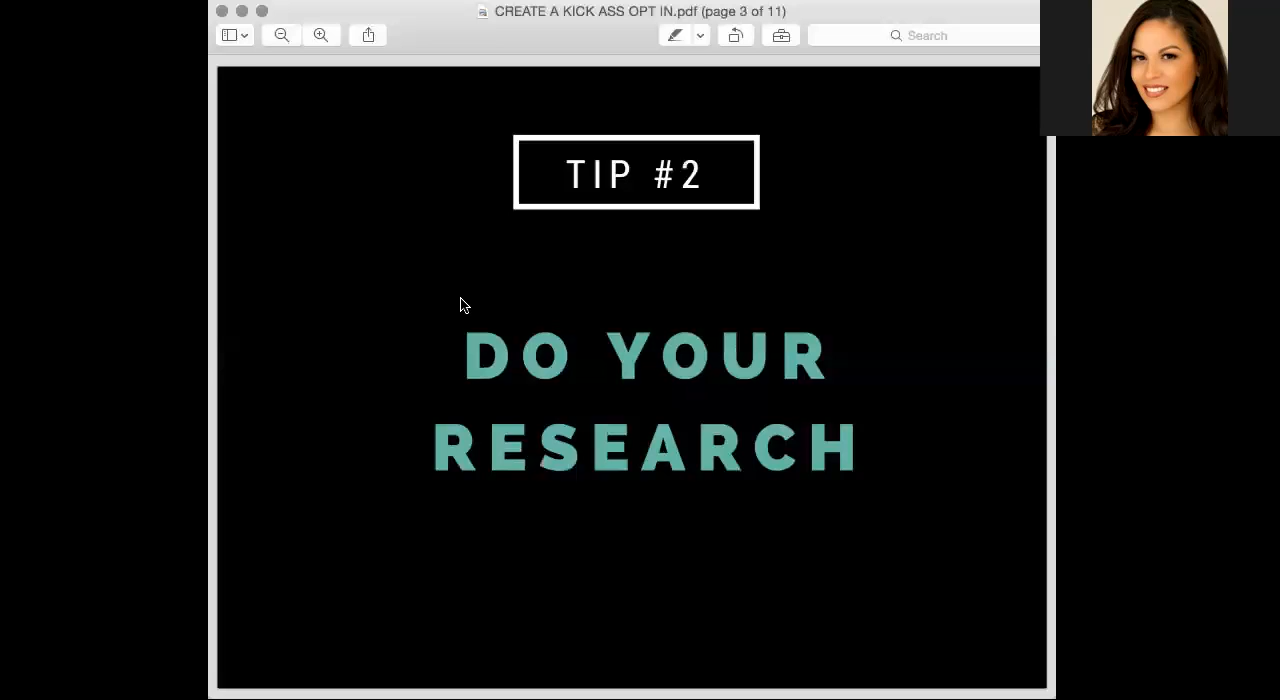 CREATE A KICK ASS OPT IN.pdf (page 3 of 11)
Search
TIP #2
DO YOUR
RESEARCH